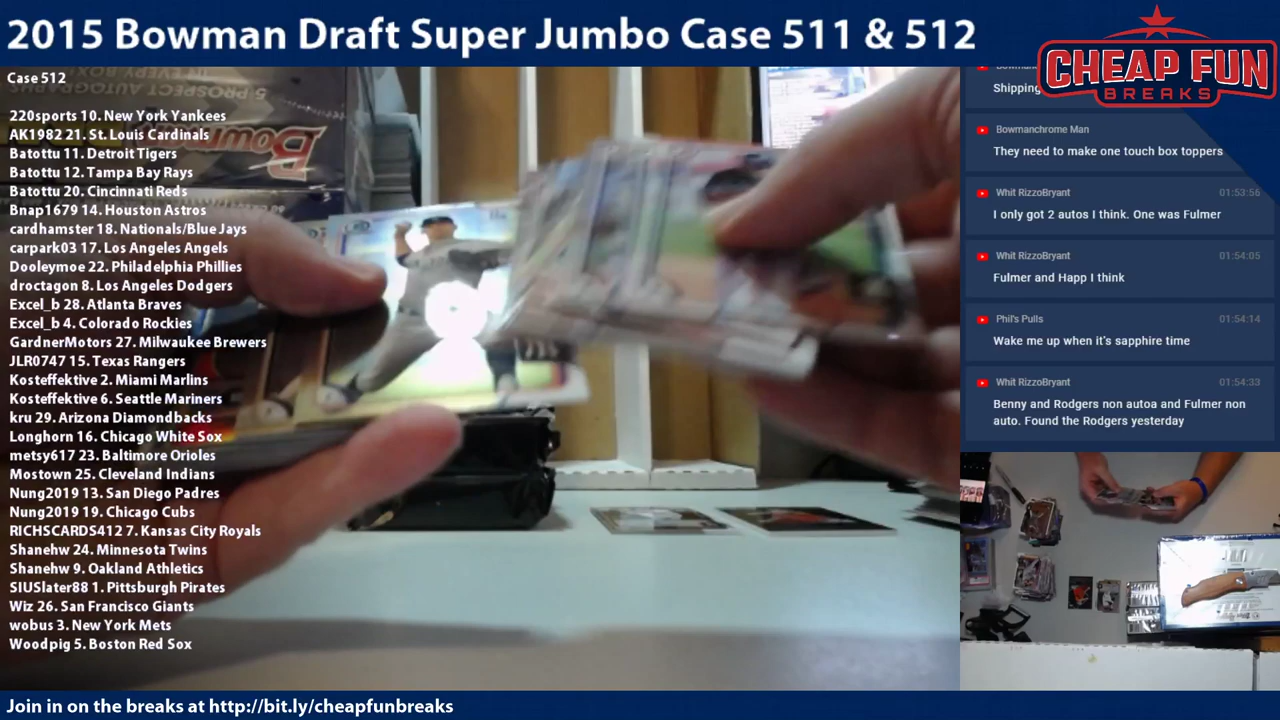 2015 Bowman Draft Super Jumbo Case 511 & 512
CHEAP FUN
BREAKS
Case 512
220sports 10. New York Yankees
AK1982 21. St. Louis Cardinals
Batottu 11. Detroit Tigers
Batottu 12. Tampa Bay Rays
Batottu 20. Cincinnati Reds
Bnap1679 14. Houston Astros
cardhamster 18. Nationals/Blue Jays
carpark03 17. Los Angeles Angels
Dooleymoe 22. Philadelphia Phillies
droctagon 8. Los Angeles Dodgers
Excel_b 28. Atlanta Braves
Excel_b 4. Colorado Rockies
GardnerMotors 27. Milwaukee Brewers
JLR0747 15. Texas Rangers
Kosteffektive 2. Miami Marlins
Kosteffektive 6. Seattle Mariners
kru 29. Arizona Diamondbacks
Longhorn 16. Chicago White Sox
metsy617 23. Baltimore Orioles
Mostown 25. Cleveland Indians
Nung2019 13. San Diego Padres
Nung2019 19. Chicago Cubs
RICHSCARDS412 7. Kansas City Royals
Shanehw 24. Minnesota Twins
Shanehw 9. Oakland Athletics
SIUSlater88 1. Pittsburgh Pirates
Wiz 26. San Francisco Giants
wobus 3. New York Mets
Woodpig 5. Boston Red Sox
5 PROSPECT AUTOGRAPHS
IN EVERY BOX
Bowman
Shipping
Bowmanchrome Man
They need to make one touch box toppers
Whit RizzoBryant 01:53:56
I only got 2 autos I think. One was Fulmer
Whit RizzoBryant 01:54:05
Fulmer and Happ I think
Phil's Pulls 01:54:14
Wake me up when it's sapphire time
Whit RizzoBryant 01:54:33
Benny and Rodgers non autoa and Fulmer non
auto. Found the Rodgers yesterday
Join in on the breaks at http://bit.ly/cheapfunbreaks